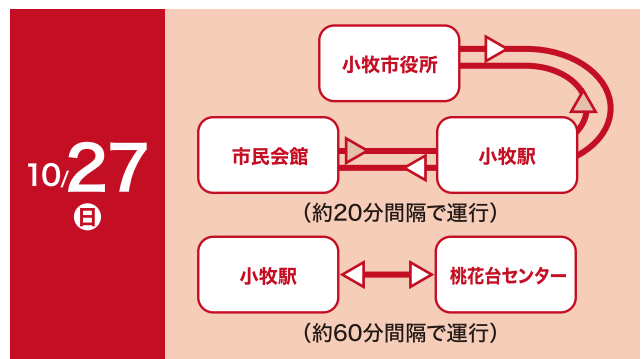 10/27
日
小牧市役所
市民会館
小牧駅
（約20分間隔で運行）
小牧駅
桃花台センター
（約60分間隔で運行）